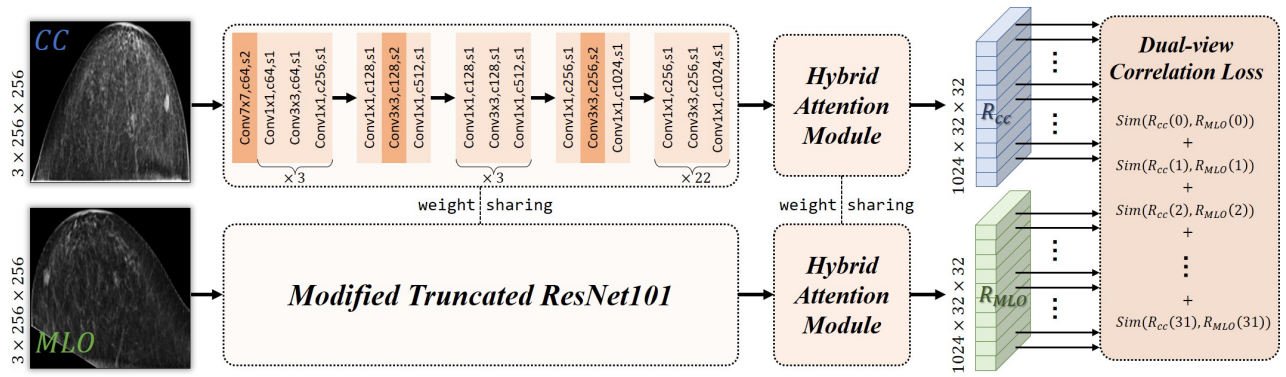 CC
3 × 256 × 256
Conv7x7,c64,s2
Conv1x1,c64,s1
Conv3x3,c64,s1
Conv1x1,c256,s1
×3
Conv1x1,c128,s1
Conv3x3,c128,s2
Conv1x1,c512,s1
Conv1x1,c128,s1
Conv3x3,c128,s1
Conv1x1,c512,s1
×3
Conv1x1,c256,s1
Conv3x3,c256,s2
Conv1x1,c1024,s1
Conv1x1,c256,s1
Conv3x3,c256,s1
Conv1x1,c1024,s1
×22
Hybrid
Attention
Module
1024 × 32 × 32
R_CC
weight sharing
weight sharing
MLO
3 × 256 × 256
Modified Truncated ResNet101
Hybrid
Attention
Module
1024 × 32 × 32
R_MLO
Dual-view
Correlation Loss
Sim(R_cc(0), R_MLO(0))
+
Sim(R_cc(1), R_MLO(1))
+
Sim(R_cc(2), R_MLO(2))
+
⋮
+
Sim(R_cc(31), R_MLO(31))